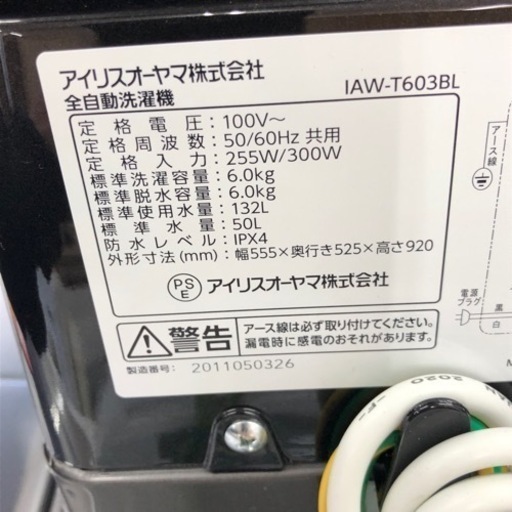 アイリスオーヤマ株式会社
全自動洗濯機 IAW-T603BL
定格電圧：100V～
定格周波数：50/60Hz 共用
定格入力：255W/300W
標準洗濯容量：6.0kg
標準脱水容量：6.0kg
標準使用水量：132L
標準水量：50L
防水レベル：IPX4
外形寸法(mm)：幅555×奥行き525×高さ920
PS
E アイリスオーヤマ株式会社
警告 アース線は必ず取り付けてください。
漏電時に感電のおそれがあります。
製造番号： 2011050326
アース線
電源
プラグ
黒
白
2020